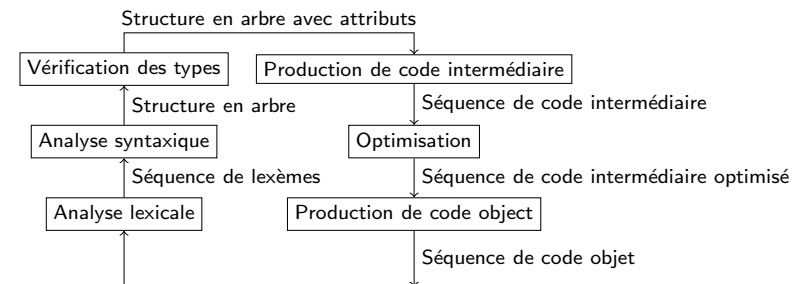 Structure en arbre avec attributs
Vérification des types
Production de code intermédiaire
Structure en arbre
Séquence de code intermédiaire
Analyse syntaxique
Optimisation
Séquence de lexèmes
Séquence de code intermédiaire optimisé
Analyse lexicale
Production de code object
Séquence de code objet